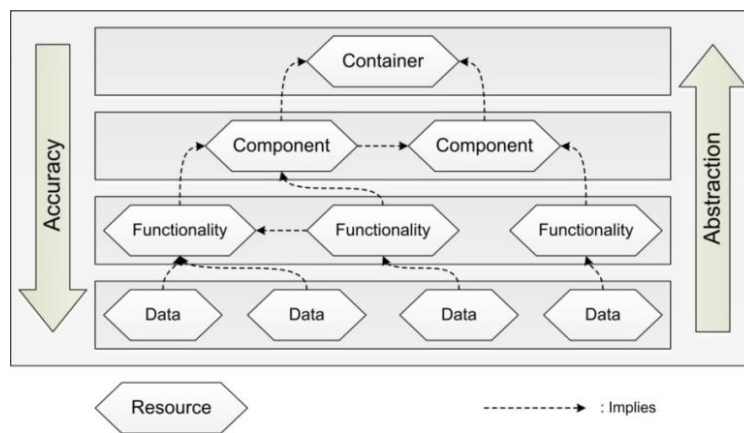 Container
Component
Component
Functionality
Functionality
Functionality
Data
Data
Data
Data
Accuracy
Abstraction
Resource
: Implies